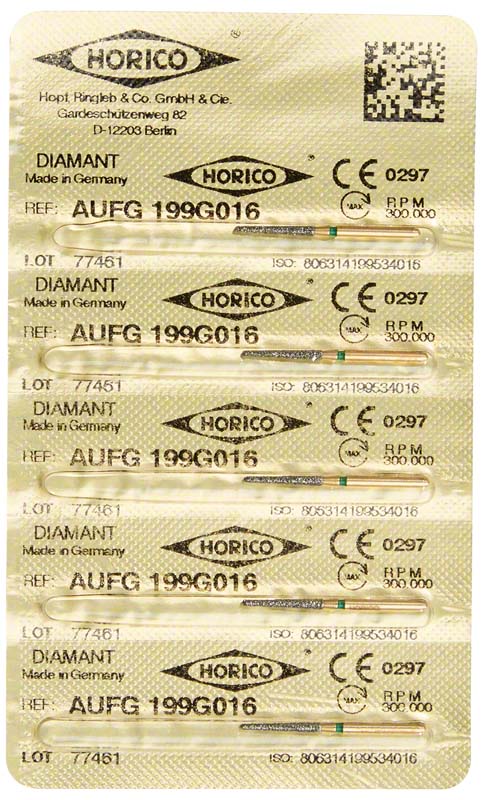 HORICO ®
Hopf, Ringleb & Co. GmbH & Cie.
Gardeschützenweg 82
D-12203 Berlin
DIAMANT HORICO ® CE 0297
Made in Germany
REF: AUFG 199G016 MAX RPM 300.000
LOT 77461 ISO: 806314199534016
DIAMANT HORICO ® CE 0297
Made in Germany
REF: AUFG 199G016 MAX RPM 300.000
LOT 77461 ISO: 806314199534016
DIAMANT HORICO ® CE 0297
Made in Germany
REF: AUFG 199G016 MAX RPM 300.000
LOT 77461 ISO: 806314199534016
DIAMANT HORICO ® CE 0297
Made in Germany
REF: AUFG 199G016 MAX RPM 300.000
LOT 77461 ISO: 806314199534016
DIAMANT HORICO ® CE 0297
Made in Germany
REF: AUFG 199G016 MAX RPM 300.000
LOT 77461 ISO: 806314199534016